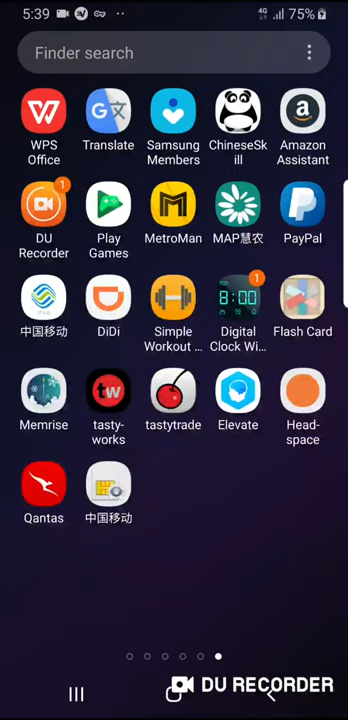 5:39
4G
75%
Finder search
WPS Office
Translate
Samsung Members
ChineseSkill
Amazon Assistant
1
DU Recorder
Play Games
MetroMan
MAP慧农
PayPal
中国移动
DiDi
Simple Workout ...
8:00
1
Digital Clock Wi...
Flash Card
Memrise
tw
tasty-works
tastytrade
Elevate
Head-space
Qantas
中国移动
DU RECORDER